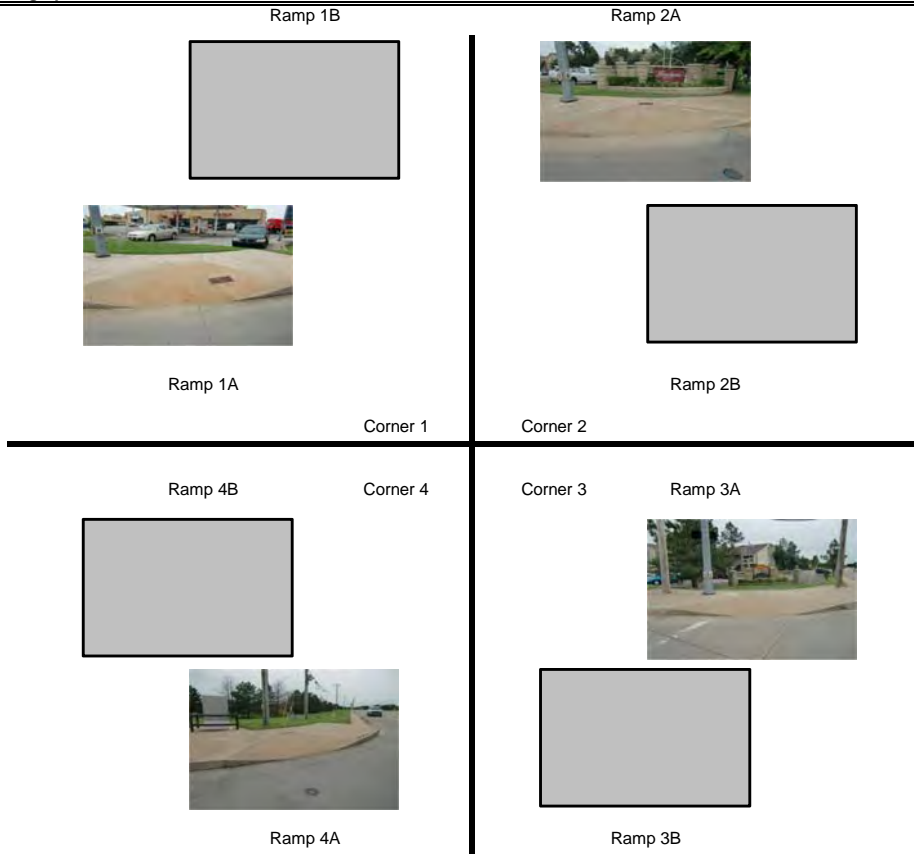 Ramp 1B
Ramp 2A
Ramp 1A
Ramp 2B
Corner 1
Corner 2
Ramp 4B
Corner 4
Corner 3
Ramp 3A
Ramp 4A
Ramp 3B